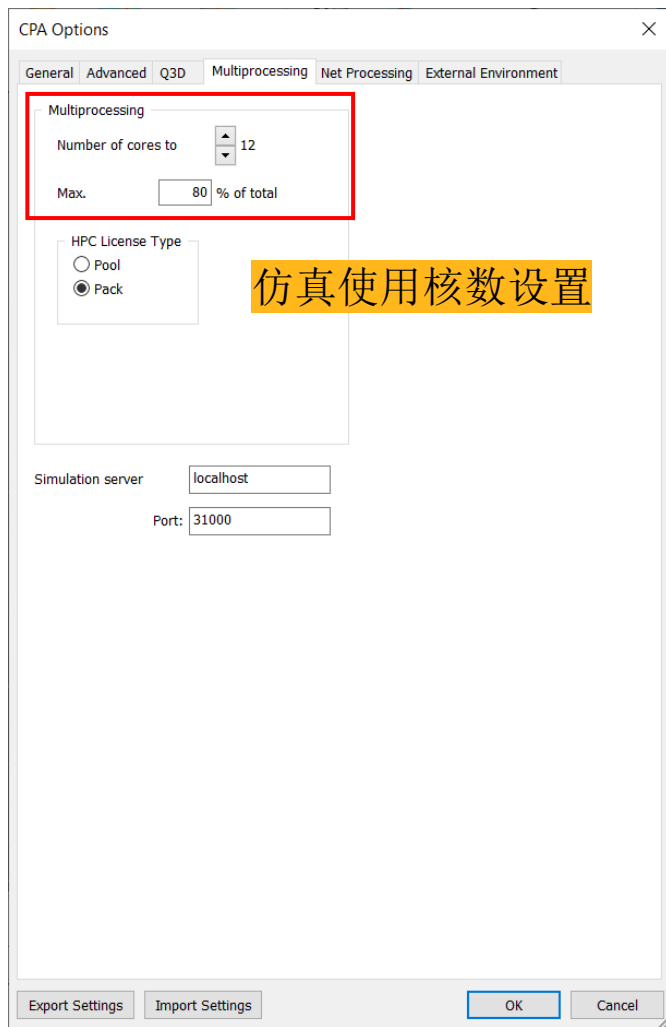 CPA Options
General Advanced Q3D Multiprocessing Net Processing External Environment
Multiprocessing
Number of cores to 12
Max. 80 % of total
HPC License Type
Pool
Pack
仿真使用核数设置
Simulation server localhost
Port: 31000
Export Settings Import Settings OK Cancel